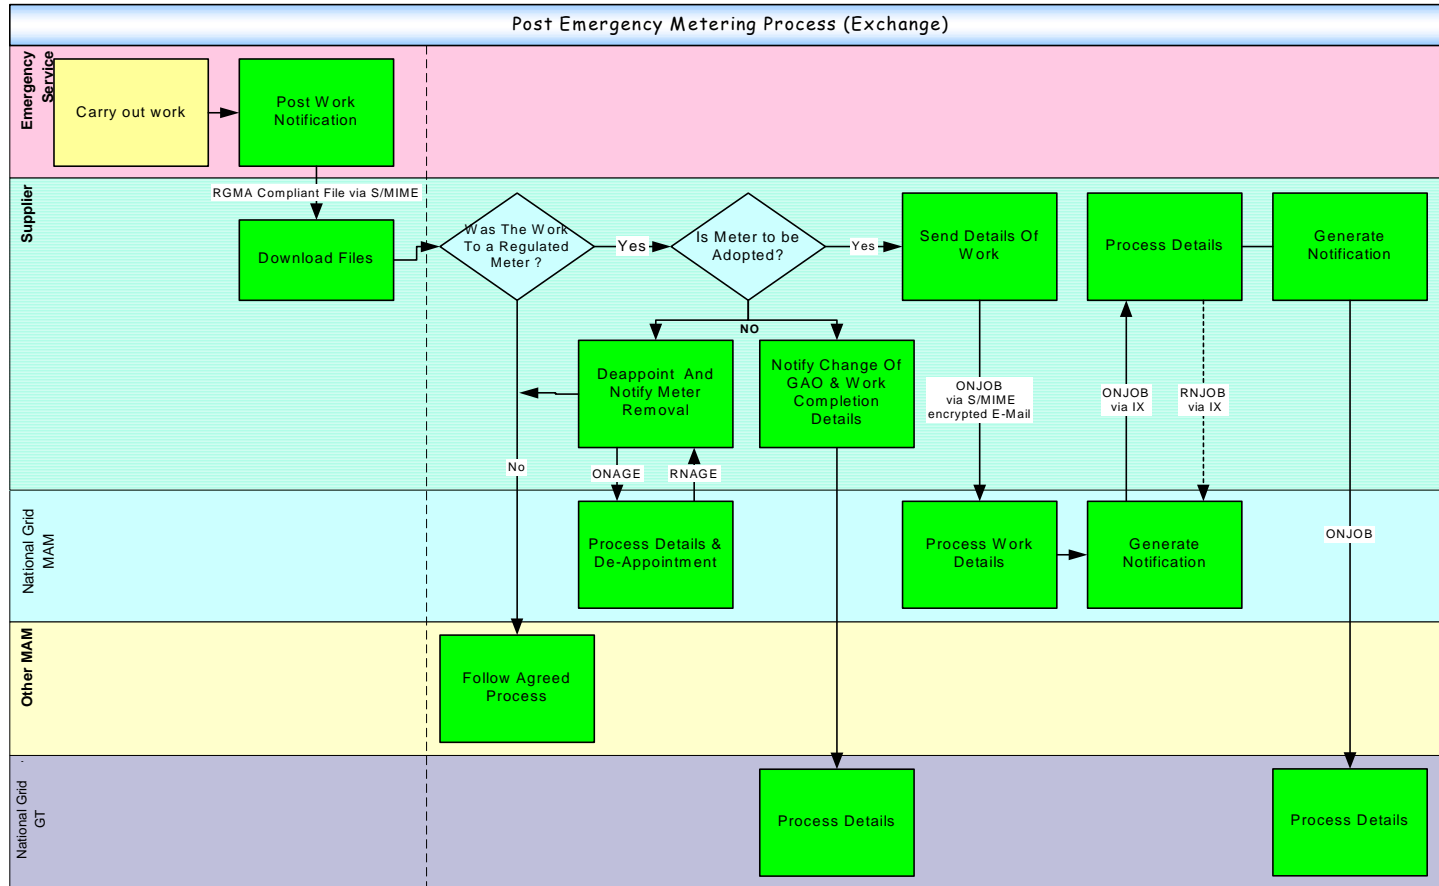 Post Emergency Metering Process (Exchange)
Emergency
Service
Carry out work
Post Work
Notification
RGMA Compliant File via S/MIME
Supplier
Download Files
Was The Work
To a Regulated
Meter ?
Yes
Is Meter to be
Adopted?
Yes
Send Details Of
Work
Process Details
Generate
Notification
NO
Deappoint And
Notify Meter
Removal
Notify Change Of
GAO & Work
Completion
Details
ONJOB
via S/MIME
encrypted E-Mail
ONJOB
via IX
RNJOB
via IX
No
ONAGE
RNAGE
National Grid
MAM
Process Details &
De-Appointment
Process Work
Details
Generate
Notification
ONJOB
Other MAM
Follow Agreed
Process
National Grid
GT
Process Details
Process Details